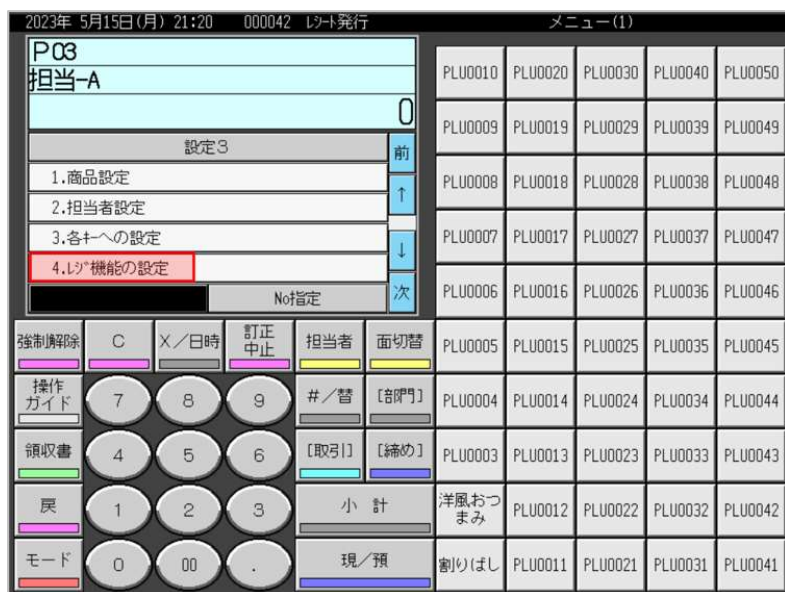 2023年 5月15日(月) 21:20 000042 ﾚｼｰﾄ発行 メニュー(1)
P03
担当-A
0
設定3 前
1.商品設定
2.担当者設定 ↑
3.各ｷｰへの設定
4.ﾚｼﾞ機能の設定 ↓
No指定 次
強制解除 C X／日時 訂正中止 担当者 面切替
操作ガイド 7 8 9 #／替 [部門]
領収書 4 5 6 [取引] [締め]
戻 1 2 3 小 計
モード 0 00 . 現／預
PLU0010 PLU0020 PLU0030 PLU0040 PLU0050
PLU0009 PLU0019 PLU0029 PLU0039 PLU0049
PLU0008 PLU0018 PLU0028 PLU0038 PLU0048
PLU0007 PLU0017 PLU0027 PLU0037 PLU0047
PLU0006 PLU0016 PLU0026 PLU0036 PLU0046
PLU0005 PLU0015 PLU0025 PLU0035 PLU0045
PLU0004 PLU0014 PLU0024 PLU0034 PLU0044
PLU0003 PLU0013 PLU0023 PLU0033 PLU0043
洋風おつまみ PLU0012 PLU0022 PLU0032 PLU0042
割りばし PLU0011 PLU0021 PLU0031 PLU0041